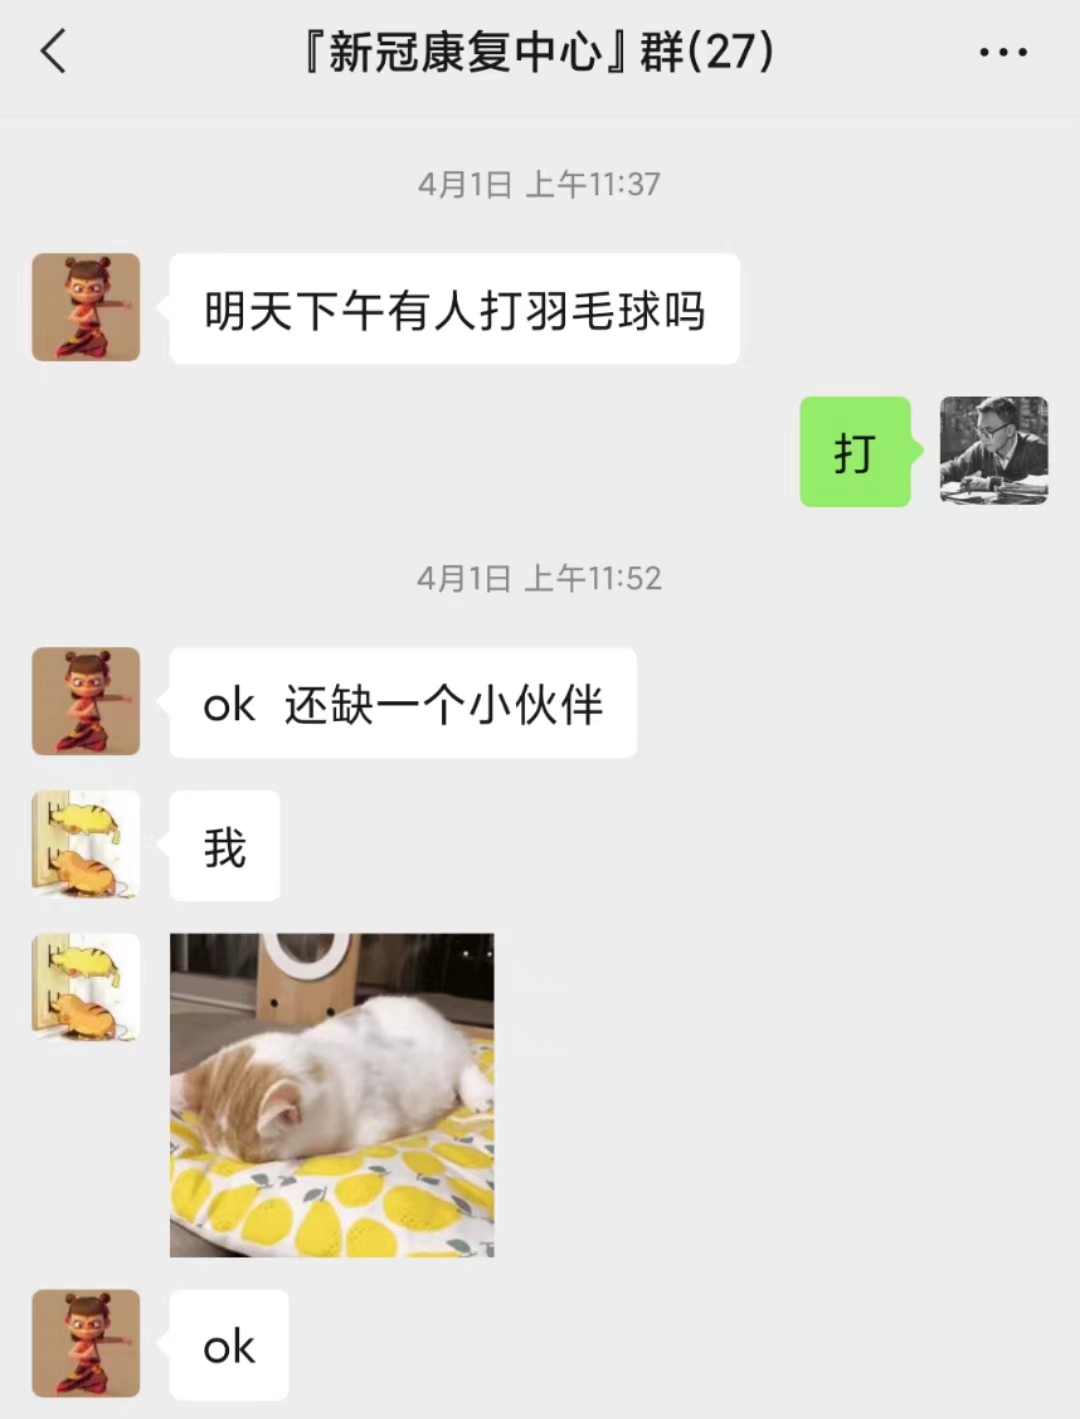 『新冠康复中心』群(27)
4月1日 上午11:37
明天下午有人打羽毛球吗
打
4月1日 上午11:52
ok 还缺一个小伙伴
我
ok